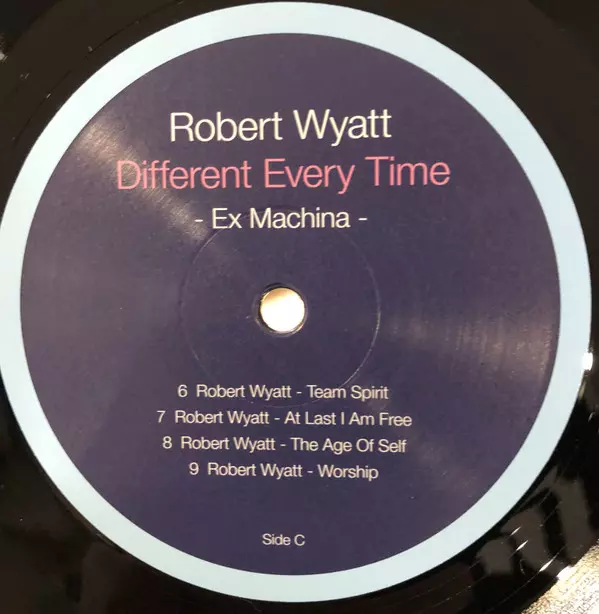 Robert Wyatt
Different Every Time
- Ex Machina -
6 Robert Wyatt - Team Spirit
7 Robert Wyatt - At Last I Am Free
8 Robert Wyatt - The Age Of Self
9 Robert Wyatt - Worship
Side C